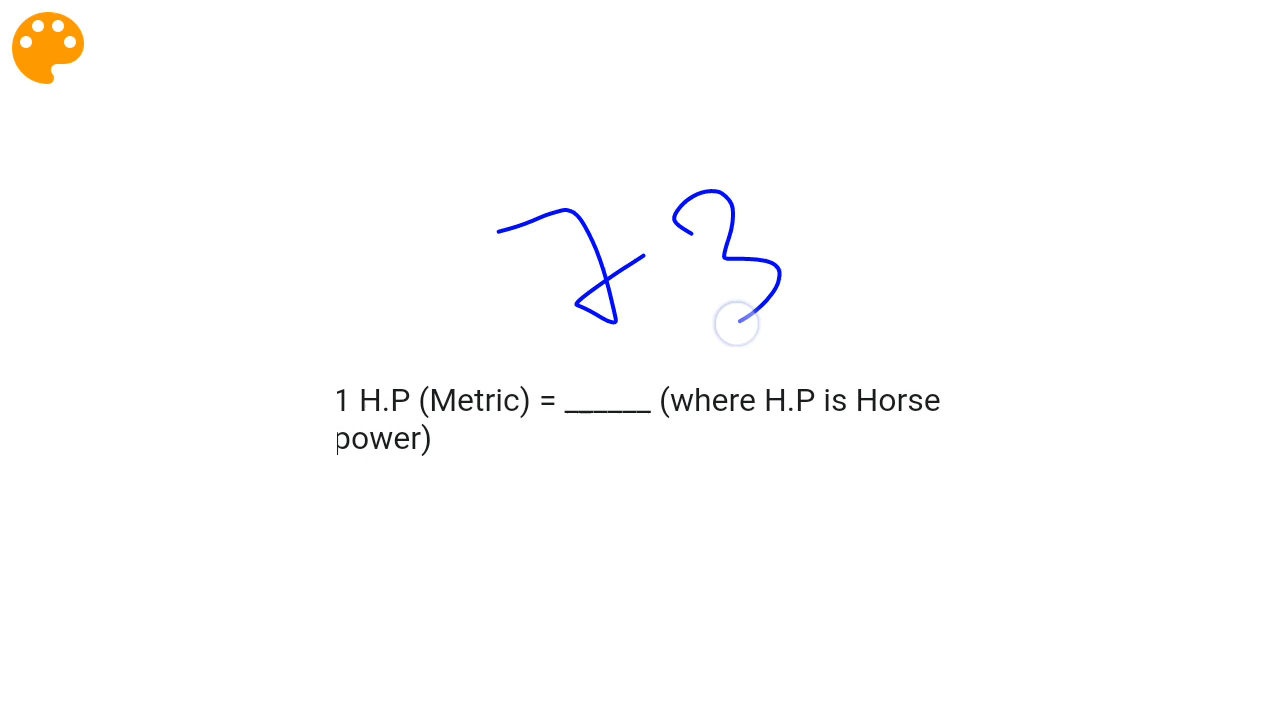 73
1 H.P (Metric) = ______ (where H.P is Horse
power)